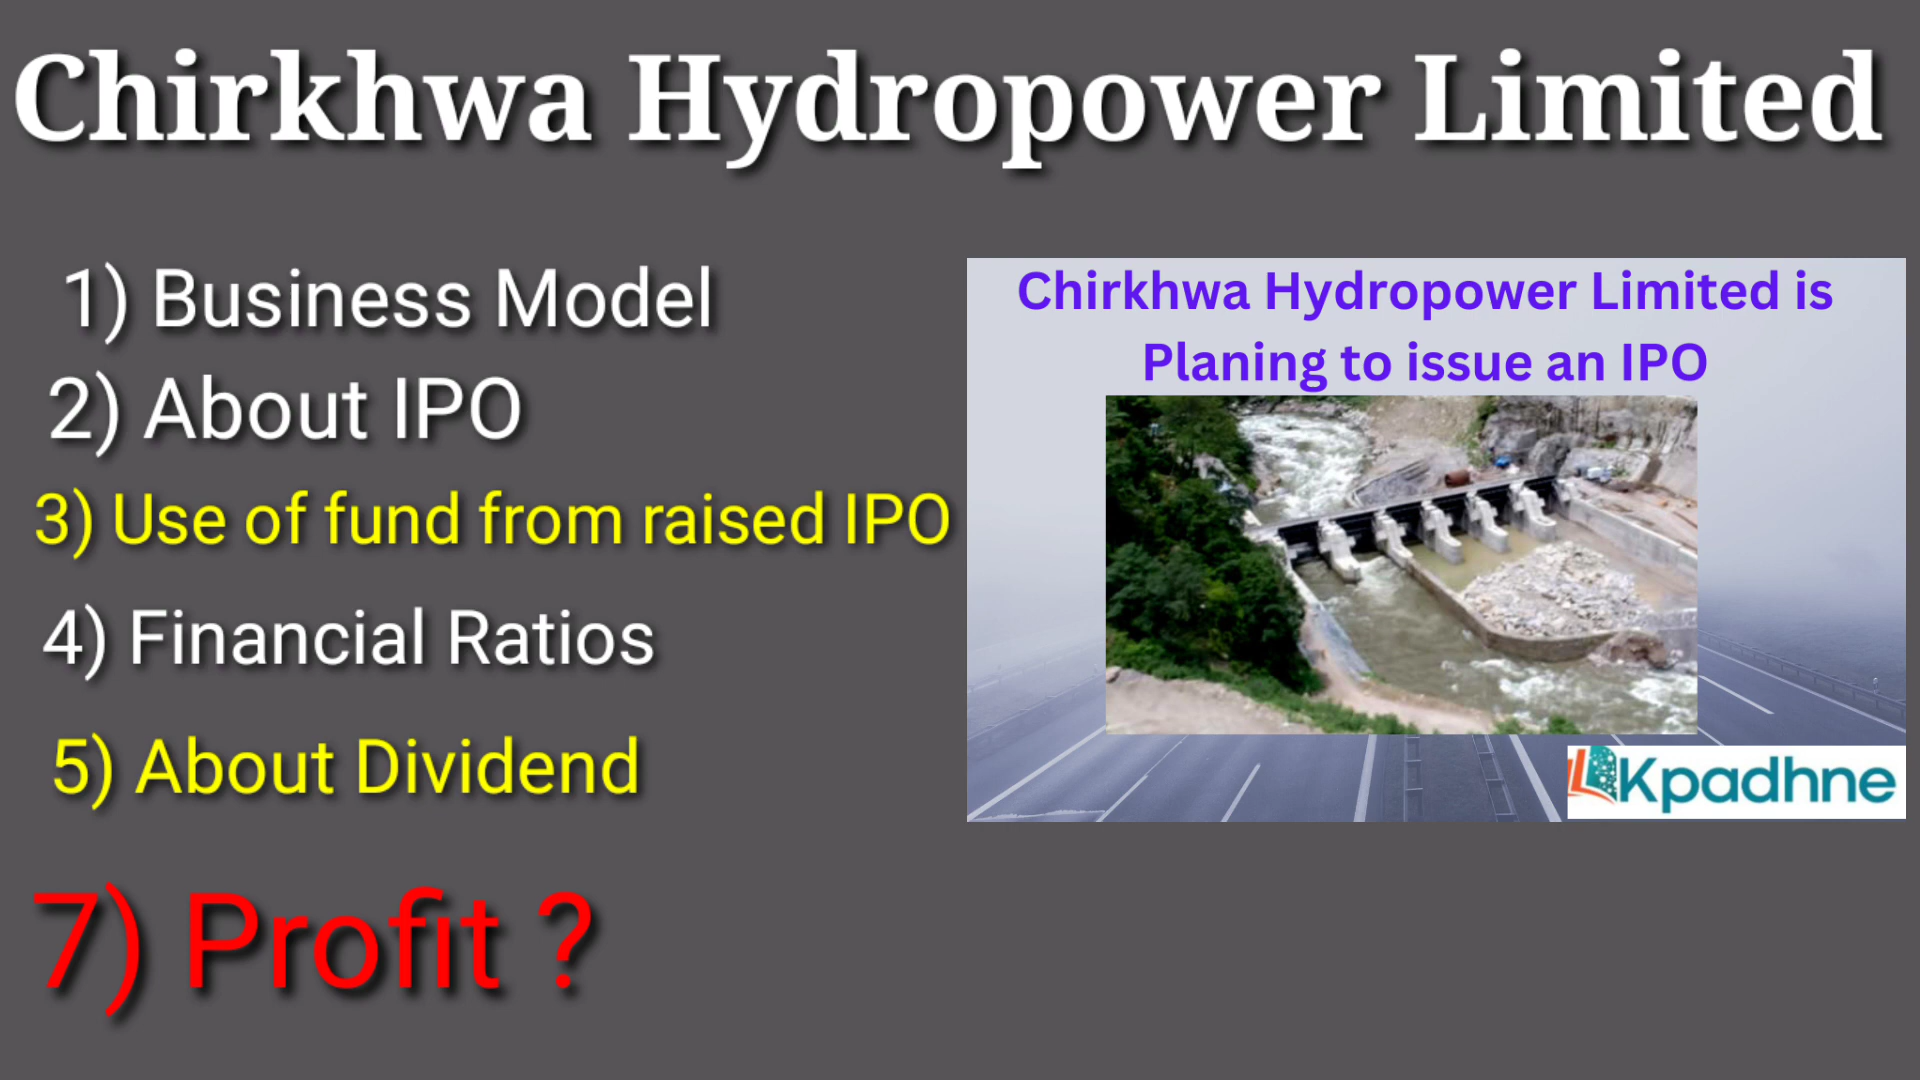 Chirkhwa Hydropower Limited
1) Business Model
2) About IPO
3) Use of fund from raised IPO
4) Financial Ratios
5) About Dividend
7) Profit ?
Chirkhwa Hydropower Limited is
Planing to issue an IPO
Kpadhne